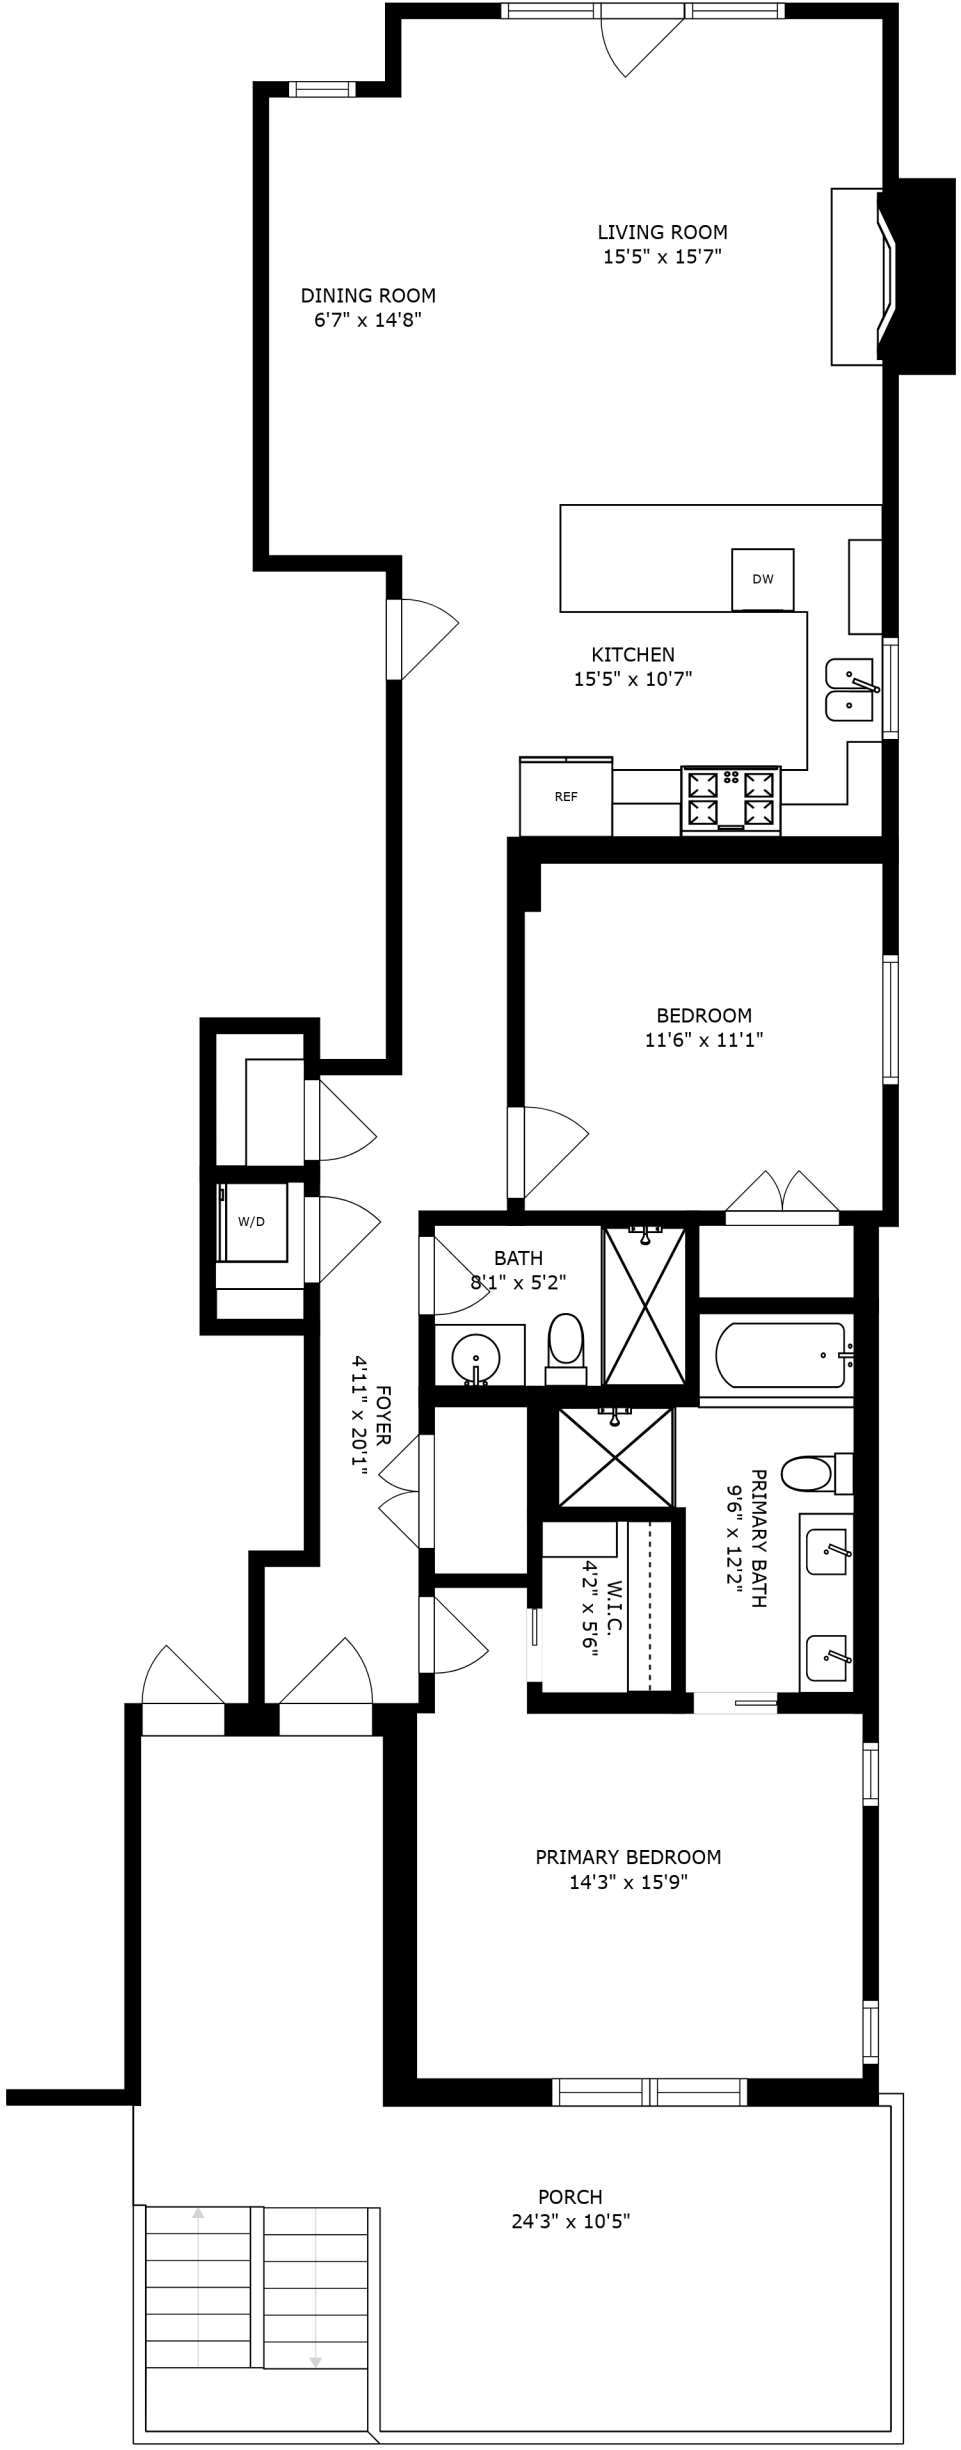 LIVING ROOM
15'5" x 15'7"
DINING ROOM
6'7" x 14'8"
DW
KITCHEN
15'5" x 10'7"
REF
BEDROOM
11'6" x 11'1"
W/D
BATH
8'1" x 5'2"
FOYER
4'11" x 20'1"
PRIMARY BATH
9'6" x 12'2"
W.I.C.
4'2" x 5'6"
PRIMARY BEDROOM
14'3" x 15'9"
PORCH
24'3" x 10'5"